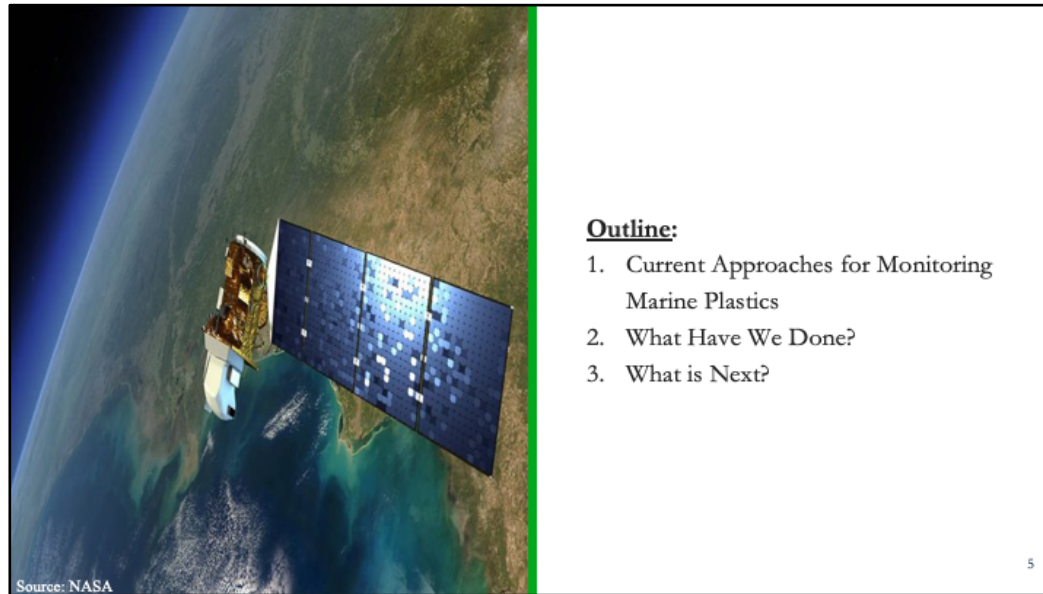 Outline:
1. Current Approaches for Monitoring
Marine Plastics
2. What Have We Done?
3. What is Next?
5
Source: NASA